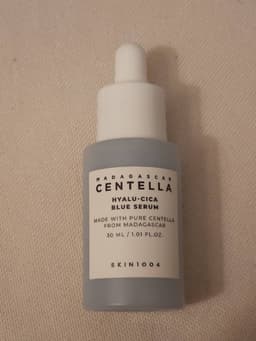 MADAGASCAR
CENTELLA
HYALU-CICA
BLUE SERUM
MADE WITH PURE CENTELLA
FROM MADAGASCAR
30 ML / 1.01 FL.OZ.
SKIN1004